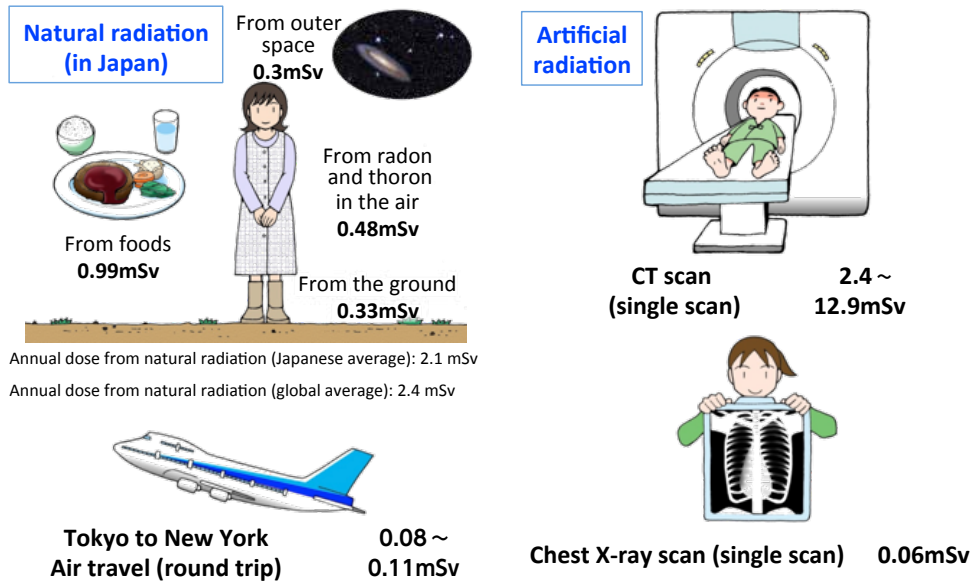 Natural radiation
(in Japan)
From outer
space
0.3mSv
From radon
and thoron
in the air
0.48mSv
From foods
0.99mSv
From the ground
0.33mSv
Annual dose from natural radiation (Japanese average): 2.1 mSv
Annual dose from natural radiation (global average): 2.4 mSv
Tokyo to New York 0.08～
Air travel (round trip) 0.11mSv
Artificial
radiation
CT scan 2.4～
(single scan) 12.9mSv
Chest X-ray scan (single scan) 0.06mSv